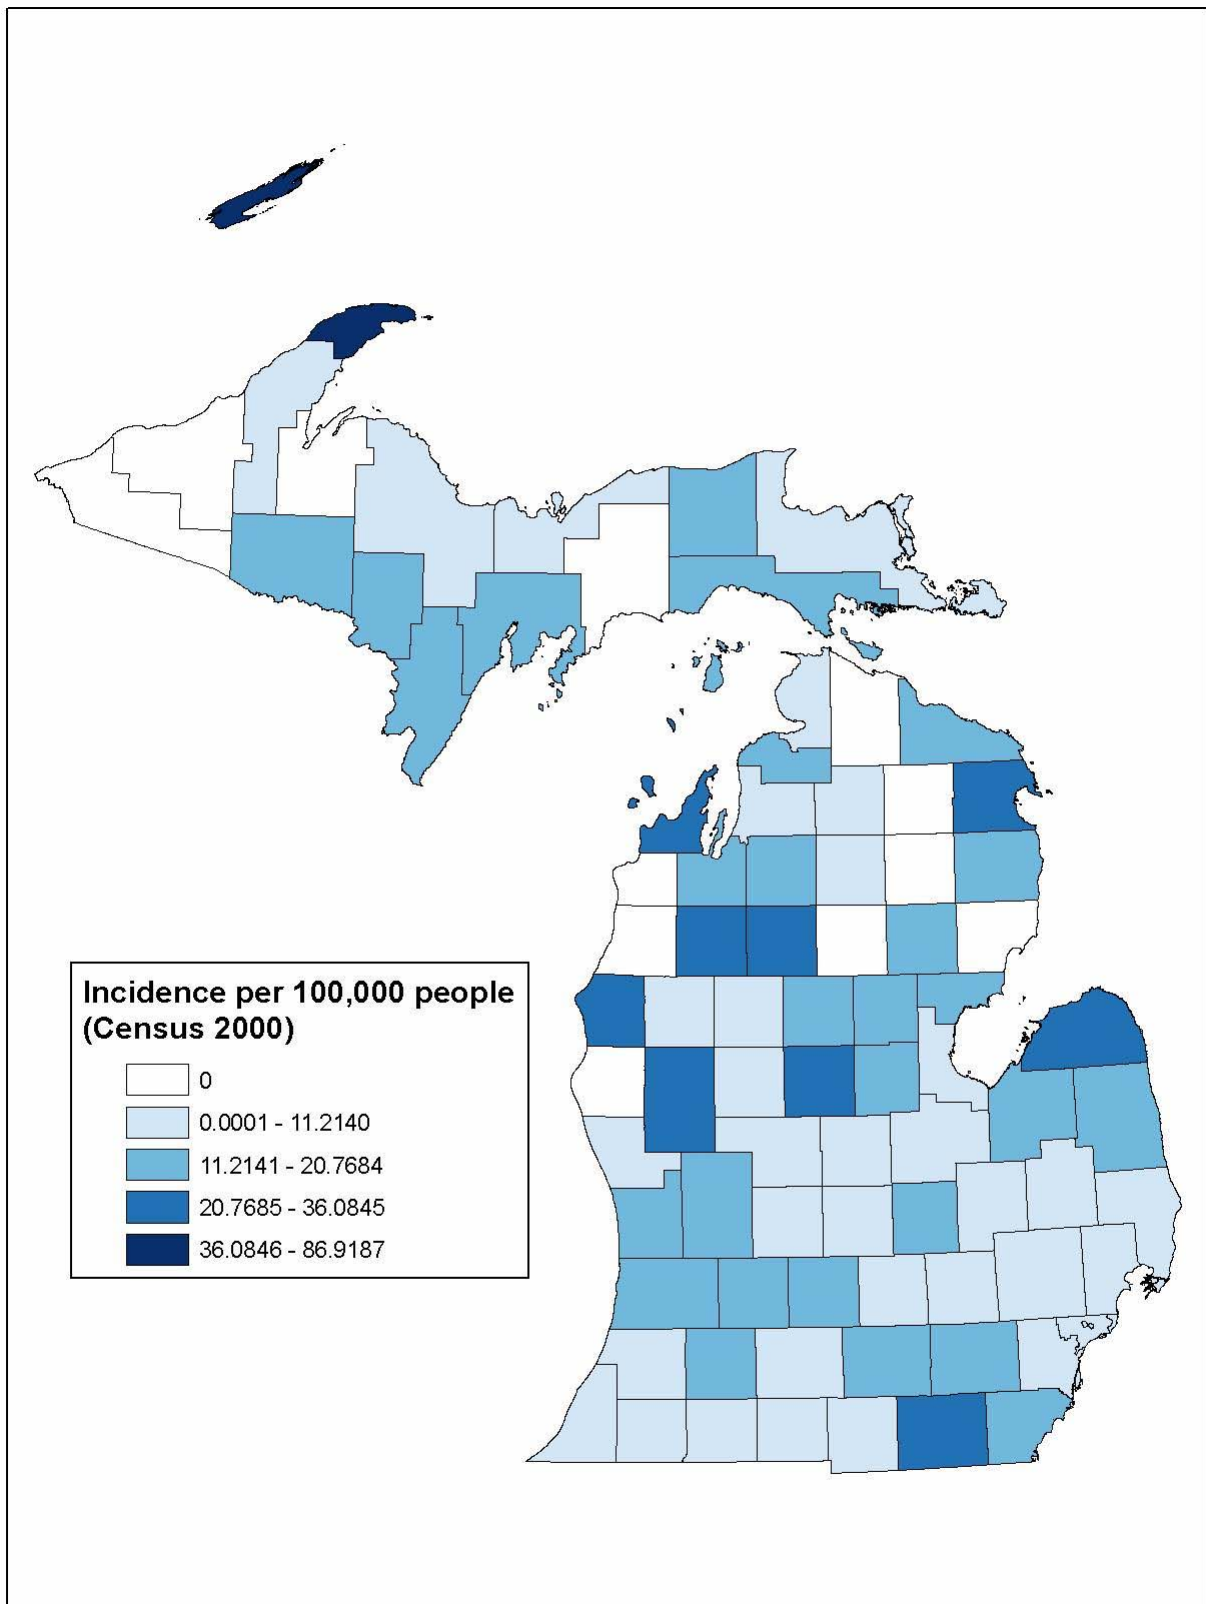 Incidence per 100,000 people
(Census 2000)
0
0.0001 - 11.2140
11.2141 - 20.7684
20.7685 - 36.0845
36.0846 - 86.9187